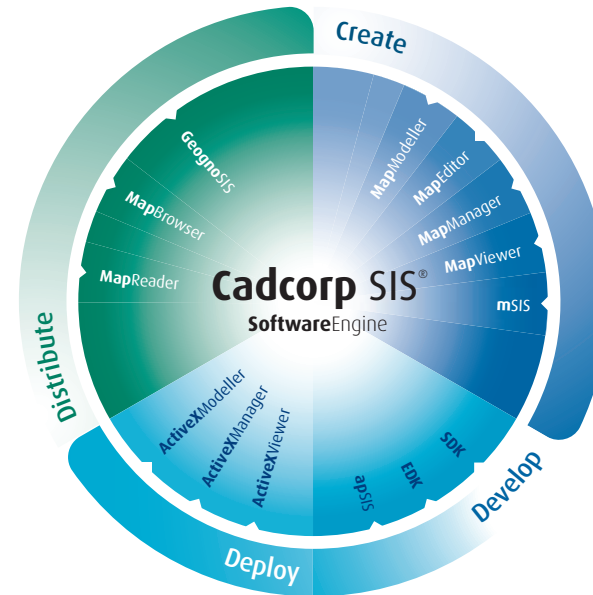 Create
MapModeller
MapEditor
MapManager
MapViewer
mSIS
Develop
SDK
EDK
apSIS
Deploy
ActiveXViewer
ActiveXManager
ActiveXModeller
Distribute
MapReader
MapBrowser
GeognoSIS
Cadcorp SIS®
SoftwareEngine